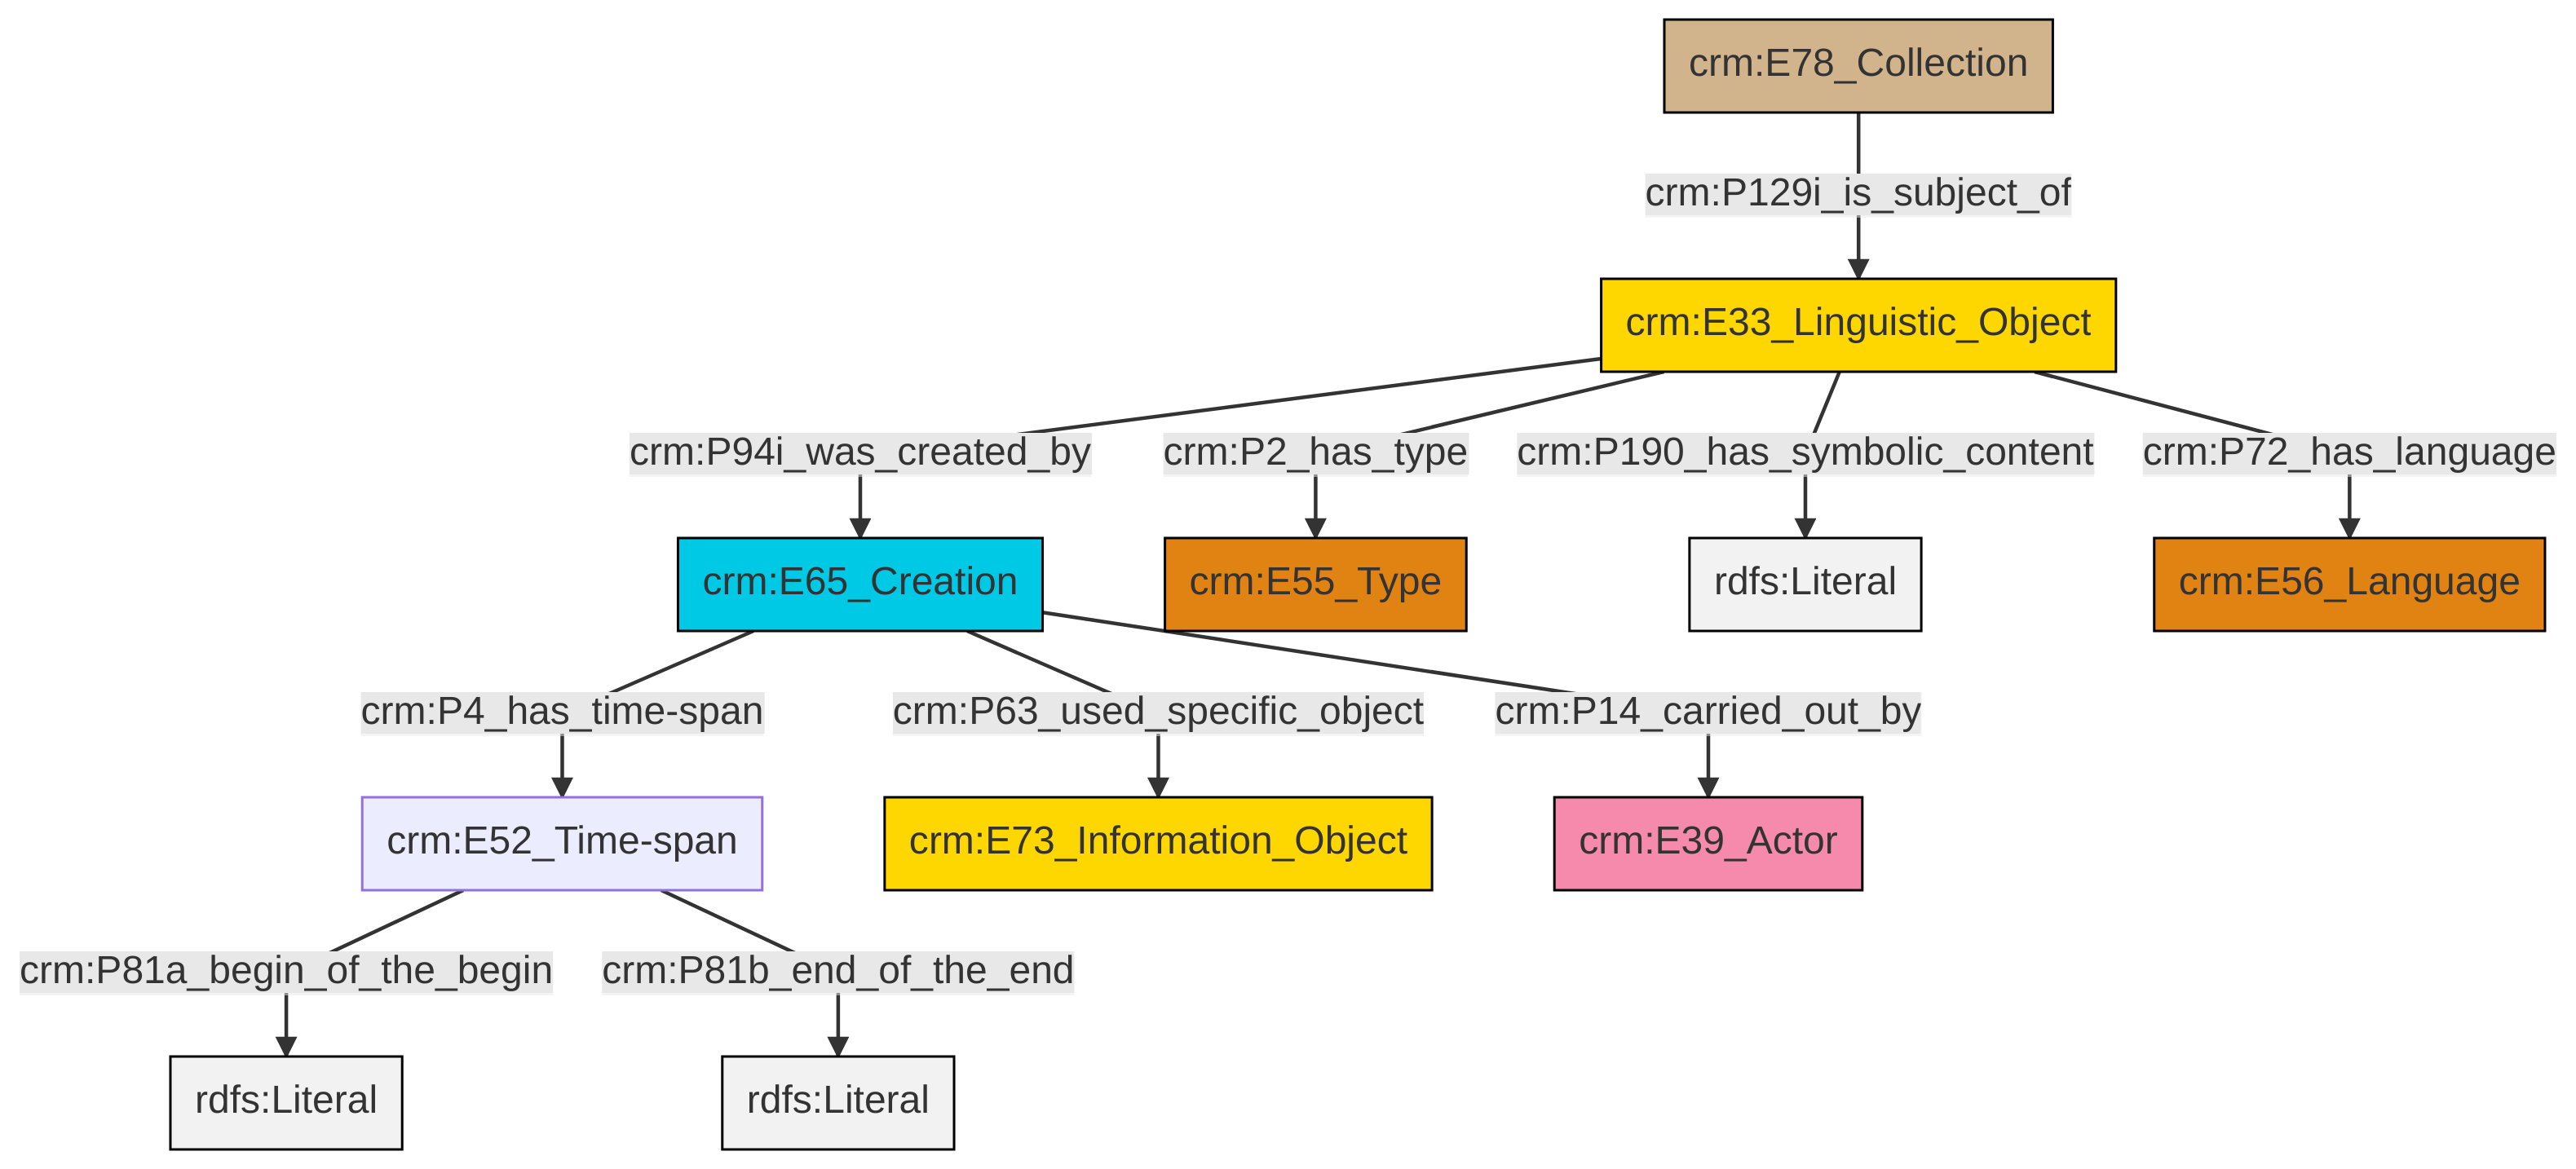 crm:E78_Collection
crm:P129i_is_subject_of
crm:E33_Linguistic_Object
crm:P94i_was_created_by
crm:P2_has_type
crm:P190_has_symbolic_content
crm:P72_has_language
crm:E65_Creation
crm:E55_Type
rdfs:Literal
crm:E56_Language
crm:P4_has_time-span
crm:P63_used_specific_object
crm:P14_carried_out_by
crm:E52_Time-span
crm:E73_Information_Object
crm:E39_Actor
crm:P81a_begin_of_the_begin
crm:P81b_end_of_the_end
rdfs:Literal
rdfs:Literal